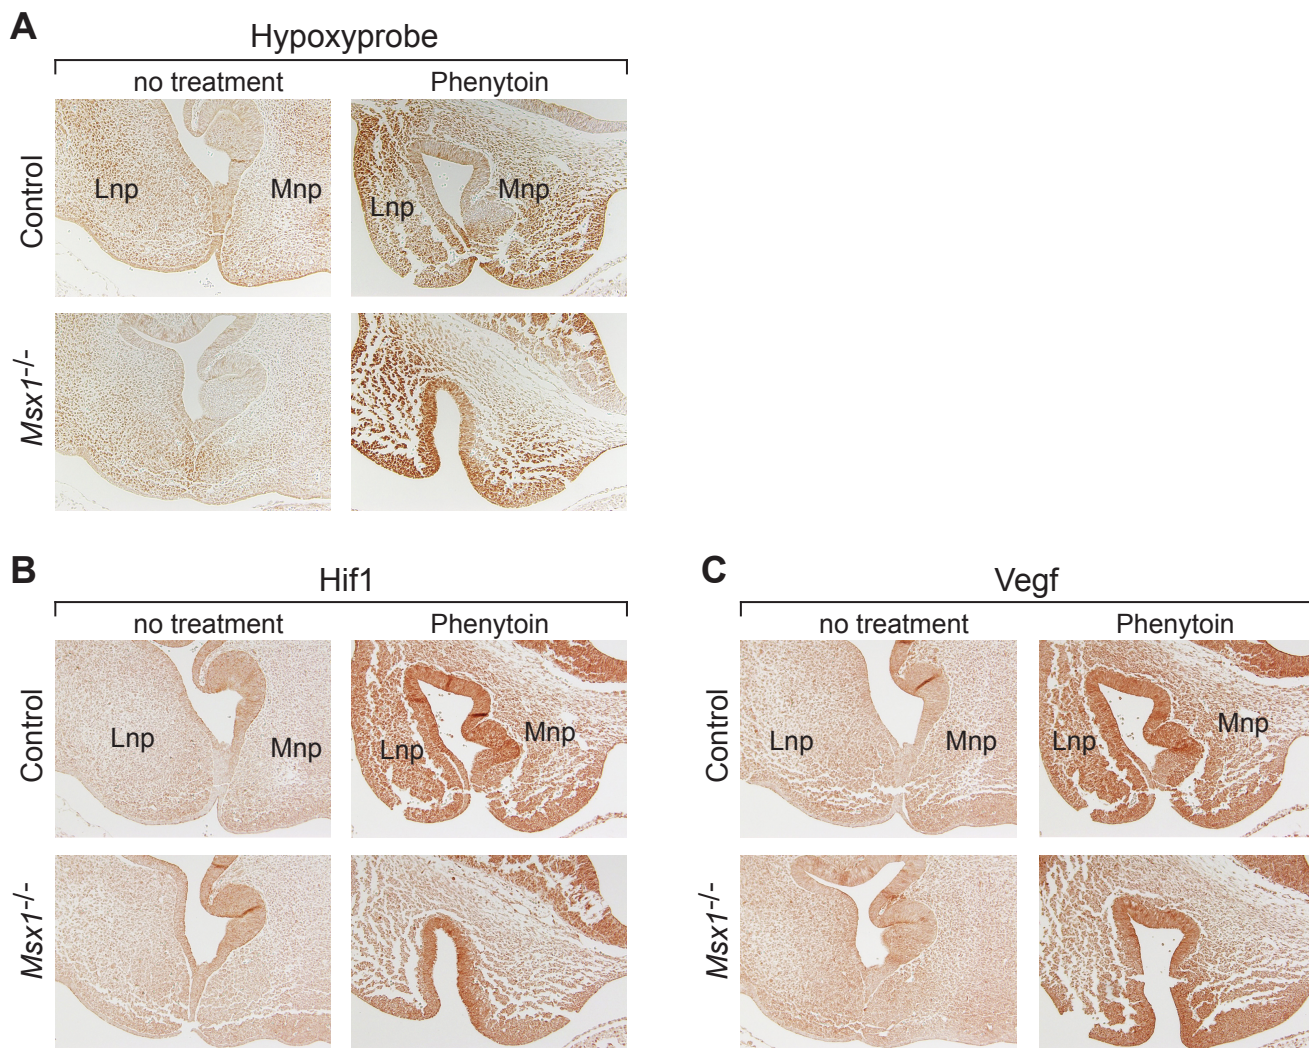 A
Hypoxyprobe
no treatment Phenytoin
Control
Lnp Mnp Lnp Mnp
Msx1-/-
B
Hif1
no treatment Phenytoin
Control
Lnp Mnp Lnp Mnp
Msx1-/-
C
Vegf
no treatment Phenytoin
Control
Lnp Mnp Lnp Mnp
Msx1-/-